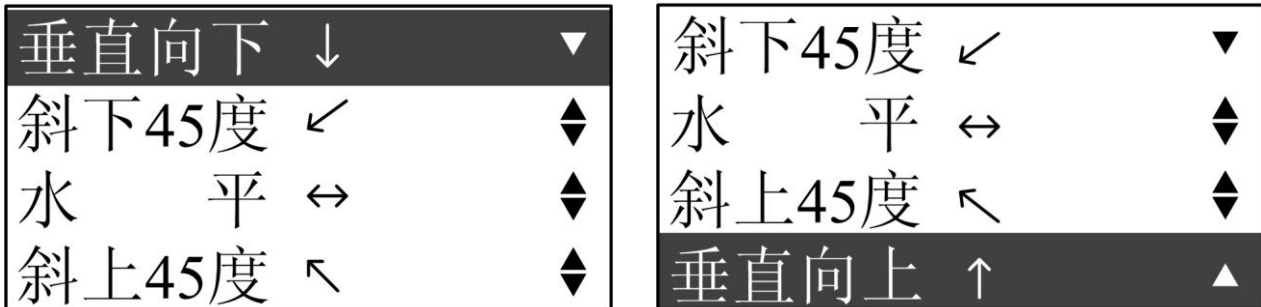 垂直向下 ↓ ▼
斜下45度 ↙ ▲▼
水 平 ↔ ▲▼
斜上45度 ↖ ▲▼
斜下45度 ↙ ▼
水 平 ↔ ▲▼
斜上45度 ↖ ▲▼
垂直向上 ↑ ▲